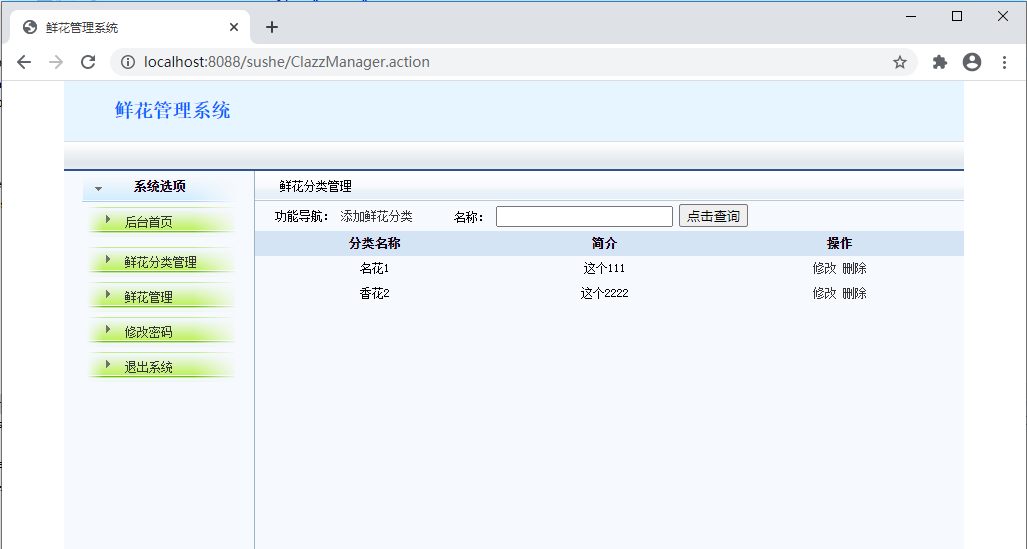 鲜花管理系统
localhost:8088/sushe/ClazzManager.action
鲜花管理系统
系统选项
后台首页
鲜花分类管理
鲜花管理
修改密码
退出系统
鲜花分类管理
功能导航： 添加鲜花分类 名称： 点击查询
分类名称 简介 操作
名花1 这个111 修改 删除
香花2 这个2222 修改 删除